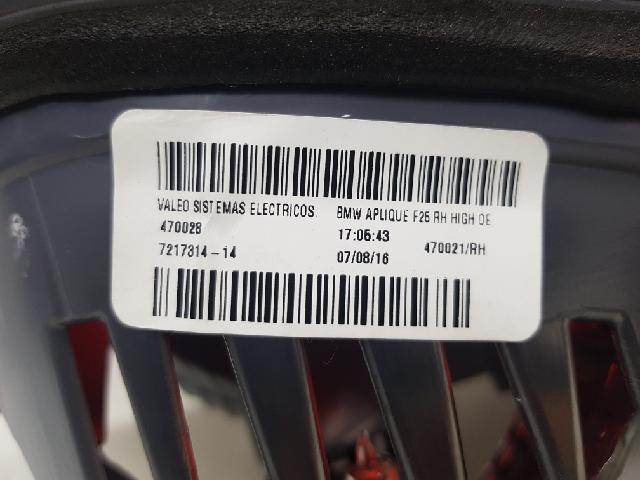 VALEO SISTEMAS ELECTRICOS. BMW APLIQUE F25 RH HIGH OE
470028 17:05:43 470021/RH
7217314-14 07/08/16